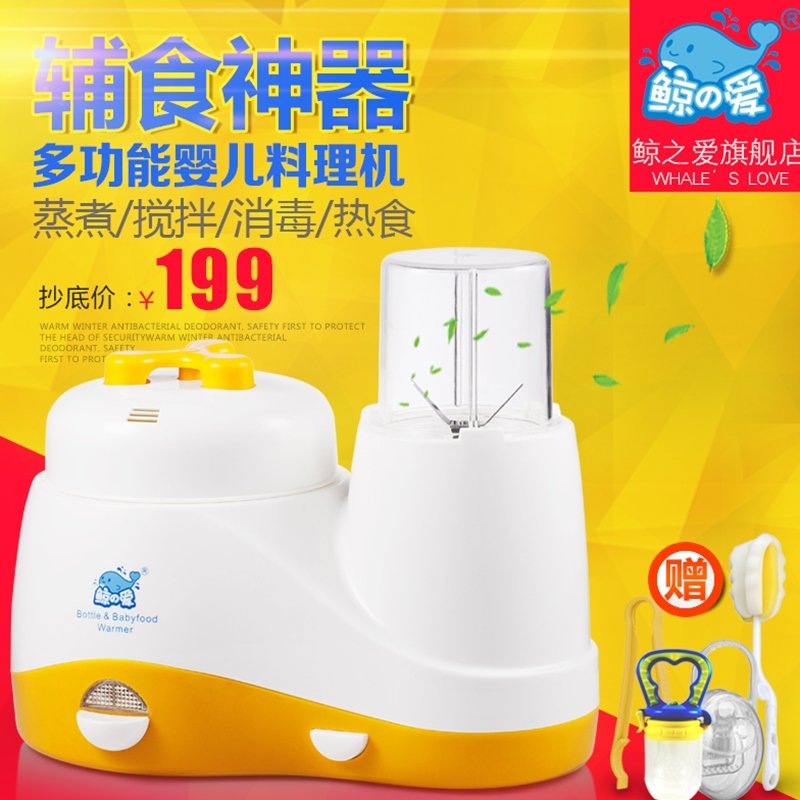 辅食神器
多功能婴儿料理机
蒸煮/搅拌/消毒/热食
抄底价:¥199
WARM WINTER ANTIBACTERIAL DEODORANT, SAFETY FIRST TO PROTECT
THE HEAD OF SECURITYWARM WINTER ANTIBACTERIAL
DEODORANT, SAFETY
FIRST TO PROT
鲸の爱
®
鲸之爱旗舰店
WHALE'S LOVE
鲸の爱
®
Bottle & Babyfood
Warmer
赠